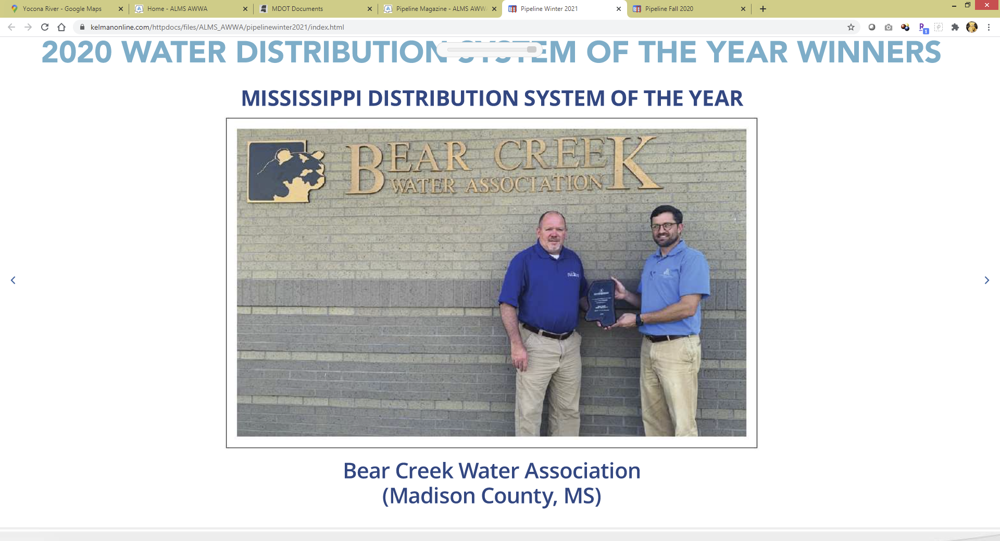 Yocona River - Google Maps
Home - ALMS AWWA
MDOT Documents
Pipeline Magazine - ALMS AWW
Pipeline Winter 2021
Pipeline Fall 2020
kelmanonline.com/httpdocs/files/ALMS_AWWA/pipelinewinter2021/index.html
1
2020 WATER DISTRIBUTION SYSTEM OF THE YEAR WINNERS
MISSISSIPPI DISTRIBUTION SYSTEM OF THE YEAR
BEAR CREEK
WATER ASSOCIATION
Bear Creek Water Association
(Madison County, MS)